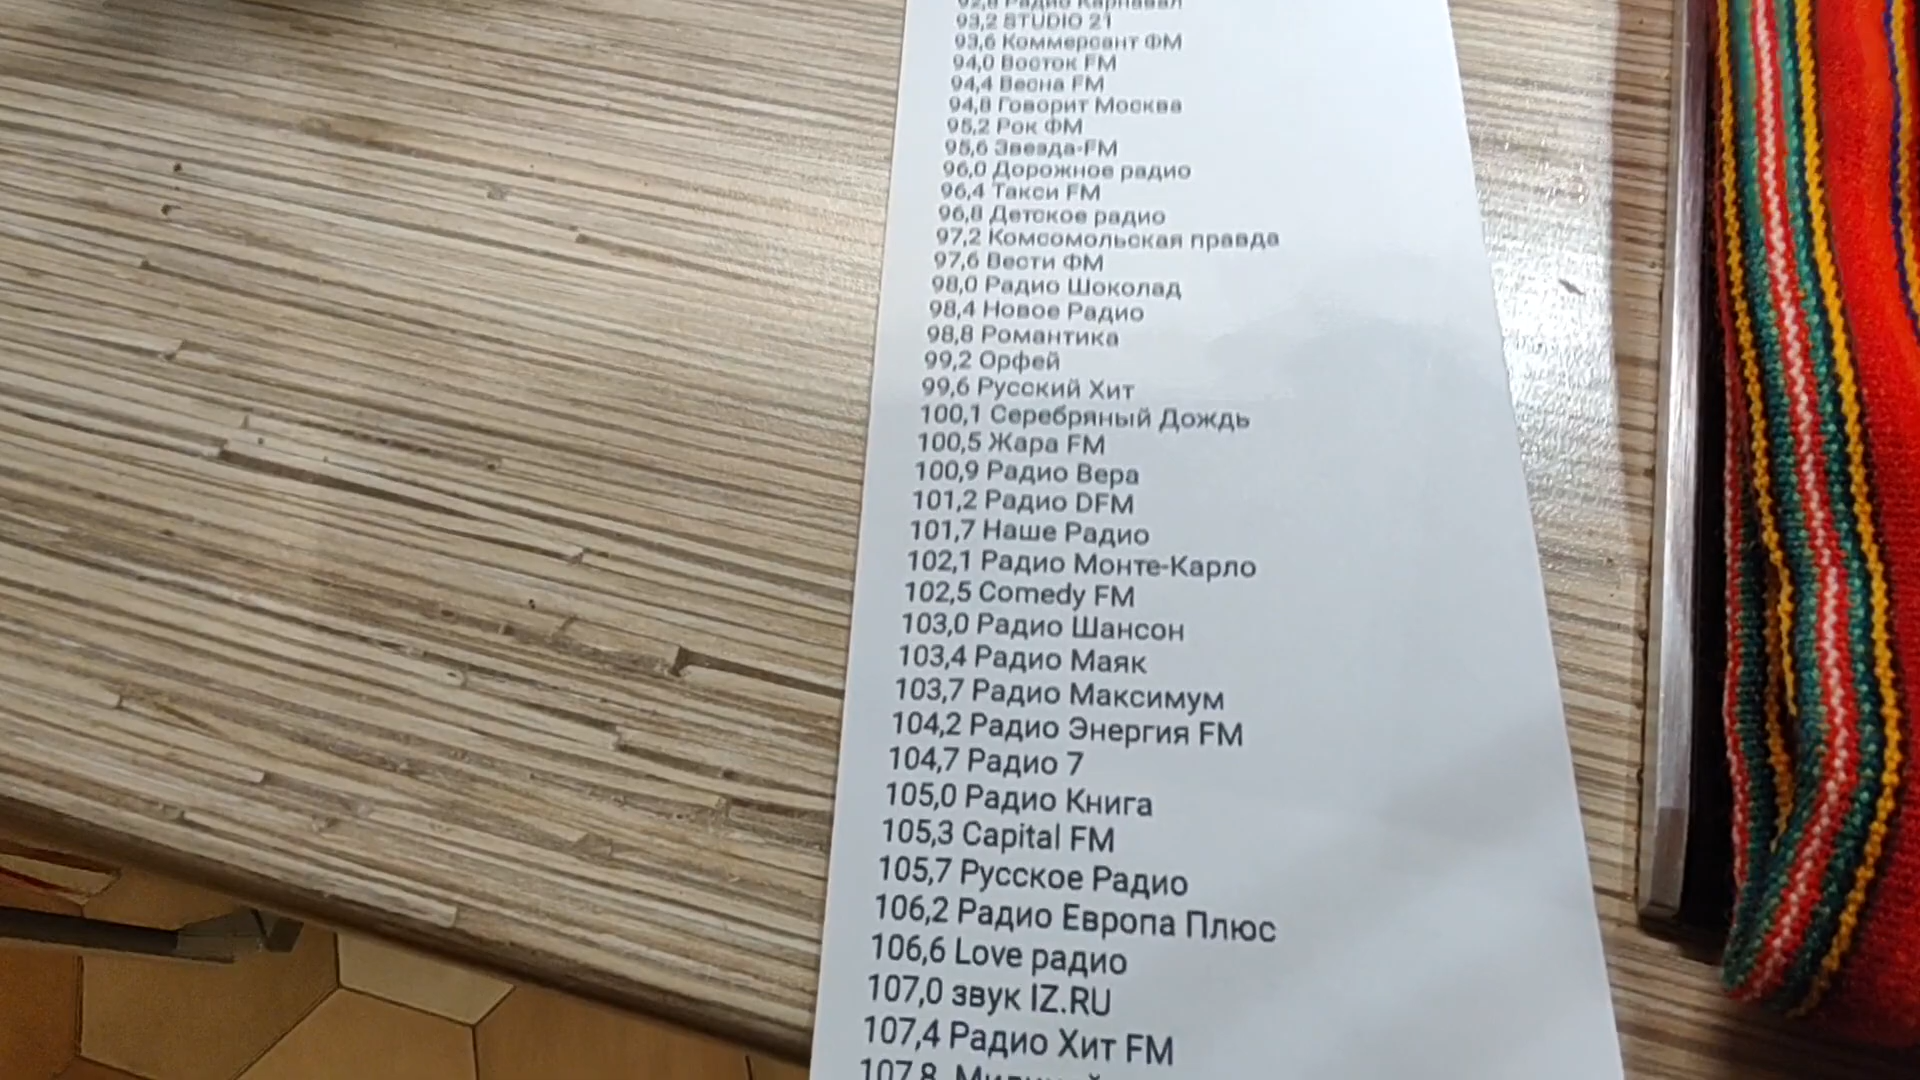 92,8 Радио Карнавал
93,2 STUDIO 21
93,6 Коммерсант ФМ
94,0 Восток FM
94,4 Весна FM
94,8 Говорит Москва
95,2 Рок ФМ
95,6 Звезда-FM
96,0 Дорожное радио
96,4 Такси FM
96,8 Детское радио
97,2 Комсомольская правда
97,6 Вести ФМ
98,0 Радио Шоколад
98,4 Новое Радио
98,8 Романтика
99,2 Орфей
99,6 Русский Хит
100,1 Серебряный Дождь
100,5 Жара FM
100,9 Радио Вера
101,2 Радио DFM
101,7 Наше Радио
102,1 Радио Монте-Карло
102,5 Comedy FM
103,0 Радио Шансон
103,4 Радио Маяк
103,7 Радио Максимум
104,2 Радио Энергия FM
104,7 Радио 7
105,0 Радио Книга
105,3 Capital FM
105,7 Русское Радио
106,2 Радио Европа Плюс
106,6 Love радио
107,0 звук IZ.RU
107,4 Радио Хит FM
107,8